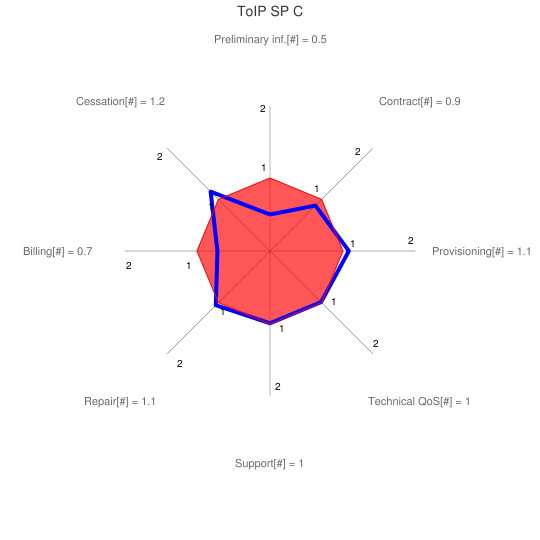 ToIP SP C
Preliminary inf.[#] = 0.5
Cessation[#] = 1.2
Contract[#] = 0.9
2
2
2
1
1
1
1
2
Billing[#] = 0.7
Provisioning[#] = 1.1
2
1
1
1
1
2
2
2
Repair[#] = 1.1
Technical QoS[#] = 1
Support[#] = 1